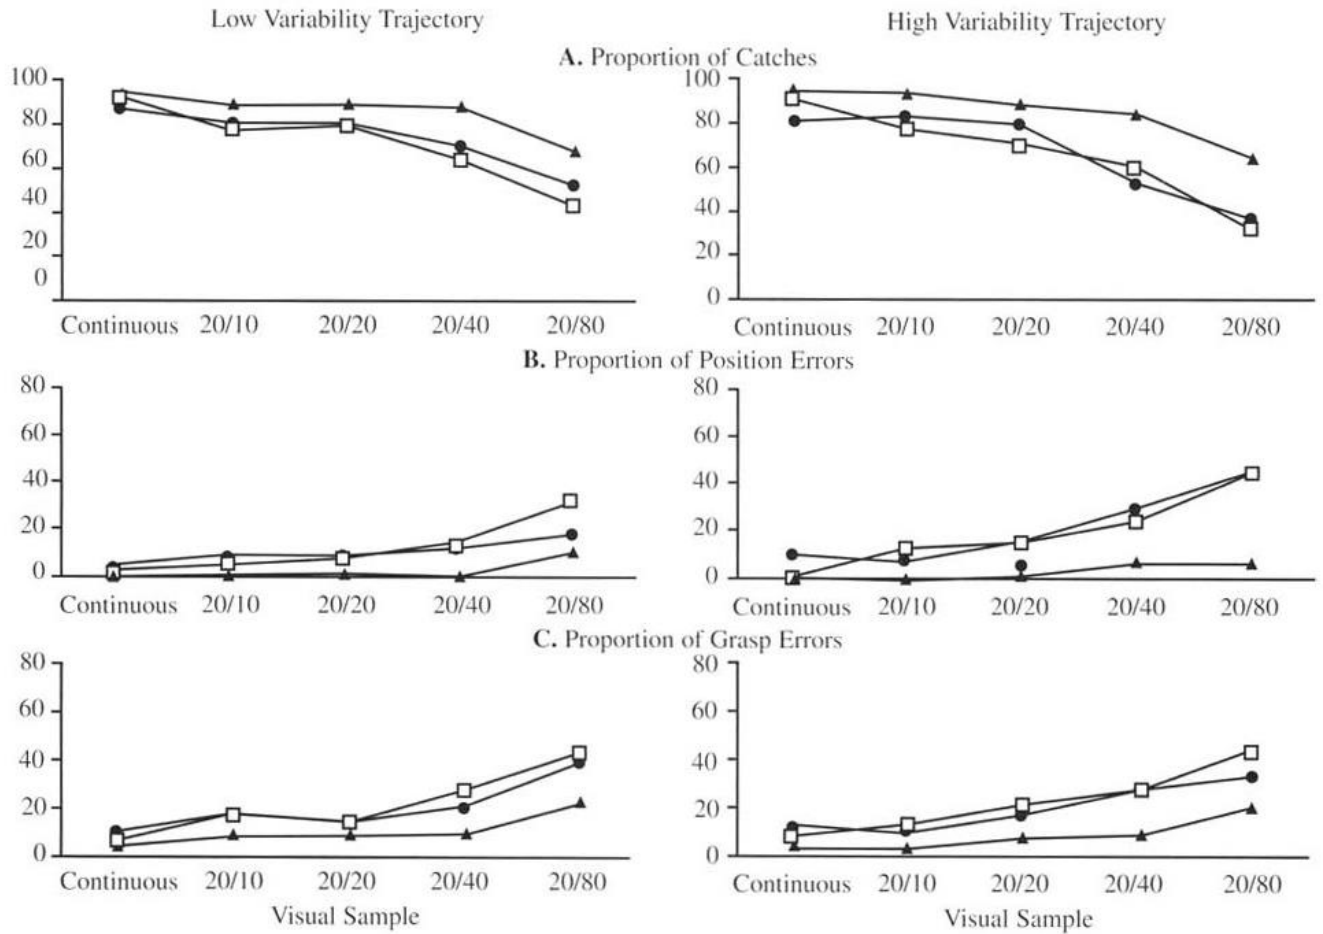 Low Variability Trajectory High Variability Trajectory
A. Proportion of Catches
100 100
80 80
60 60
40 40
20 20
0 0
Continuous 20/10 20/20 20/40 20/80 Continuous 20/10 20/20 20/40 20/80
B. Proportion of Position Errors
80 80
60 60
40 40
20 20
0 0
Continuous 20/10 20/20 20/40 20/80 Continuous 20/10 20/20 20/40 20/80
C. Proportion of Grasp Errors
80 80
60 60
40 40
20 20
0 0
Continuous 20/10 20/20 20/40 20/80 Continuous 20/10 20/20 20/40 20/80
Visual Sample Visual Sample